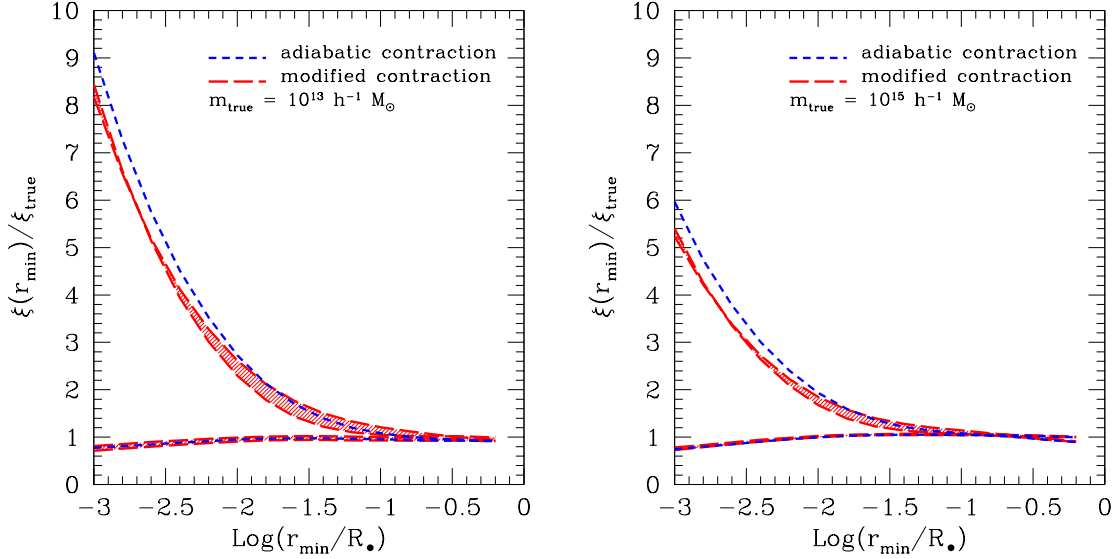 10
9
8
7
6
5
4
3
2
1
0
ξ(r_min)/ξ_true
adiabatic contraction
modified contraction
m_true = 10¹³ h⁻¹ M_⊙
-3 -2.5 -2 -1.5 -1 -0.5 0
Log(r_min/R_•)
10
9
8
7
6
5
4
3
2
1
0
ξ(r_min)/ξ_true
adiabatic contraction
modified contraction
m_true = 10¹⁵ h⁻¹ M_⊙
-3 -2.5 -2 -1.5 -1 -0.5 0
Log(r_min/R_•)